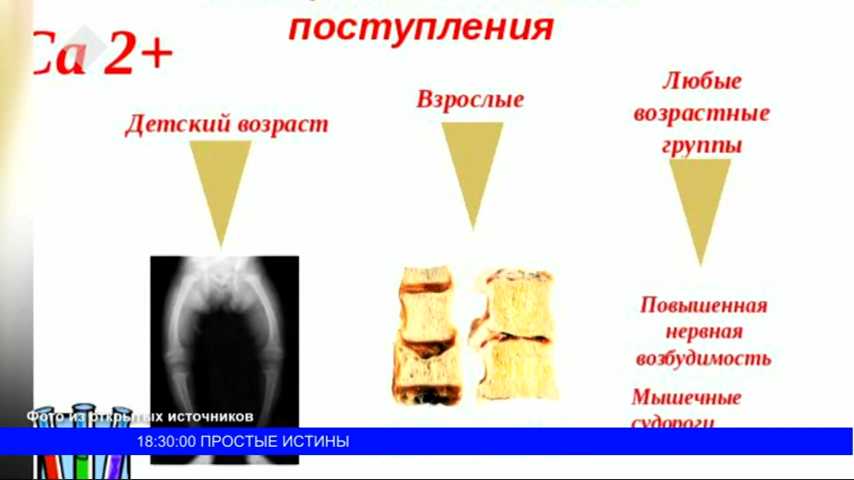 поступления
Ca 2+
Детский возраст
Взрослые
Любые
возрастные
группы
Повышенная
нервная
возбудимость
Мышечные
судороги
Фото из открытых источников
18:30:00 ПРОСТЫЕ ИСТИНЫ